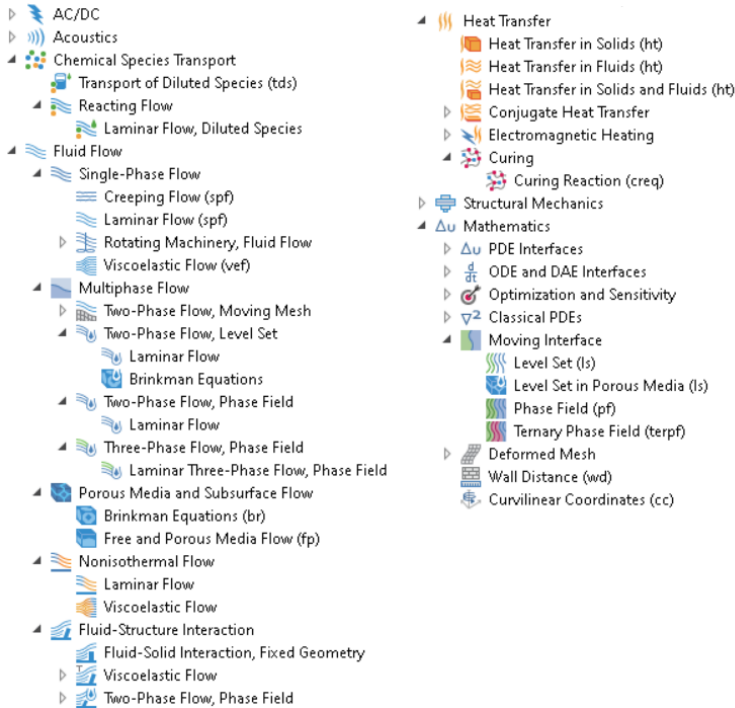 AC/DC
Acoustics
Chemical Species Transport
Transport of Diluted Species (tds)
Reacting Flow
Laminar Flow, Diluted Species
Fluid Flow
Single-Phase Flow
Creeping Flow (spf)
Laminar Flow (spf)
Rotating Machinery, Fluid Flow
Viscoelastic Flow (vef)
Multiphase Flow
Two-Phase Flow, Moving Mesh
Two-Phase Flow, Level Set
Laminar Flow
Brinkman Equations
Two-Phase Flow, Phase Field
Laminar Flow
Three-Phase Flow, Phase Field
Laminar Three-Phase Flow, Phase Field
Porous Media and Subsurface Flow
Brinkman Equations (br)
Free and Porous Media Flow (fp)
Nonisothermal Flow
Laminar Flow
Viscoelastic Flow
Fluid-Structure Interaction
Fluid-Solid Interaction, Fixed Geometry
Viscoelastic Flow
Two-Phase Flow, Phase Field
Heat Transfer
Heat Transfer in Solids (ht)
Heat Transfer in Fluids (ht)
Heat Transfer in Solids and Fluids (ht)
Conjugate Heat Transfer
Electromagnetic Heating
Curing
Curing Reaction (creq)
Structural Mechanics
Δu Mathematics
Δu PDE Interfaces
d/dt ODE and DAE Interfaces
Optimization and Sensitivity
∇² Classical PDEs
Moving Interface
Level Set (ls)
Level Set in Porous Media (ls)
Phase Field (pf)
Ternary Phase Field (terpf)
Deformed Mesh
Wall Distance (wd)
Curvilinear Coordinates (cc)